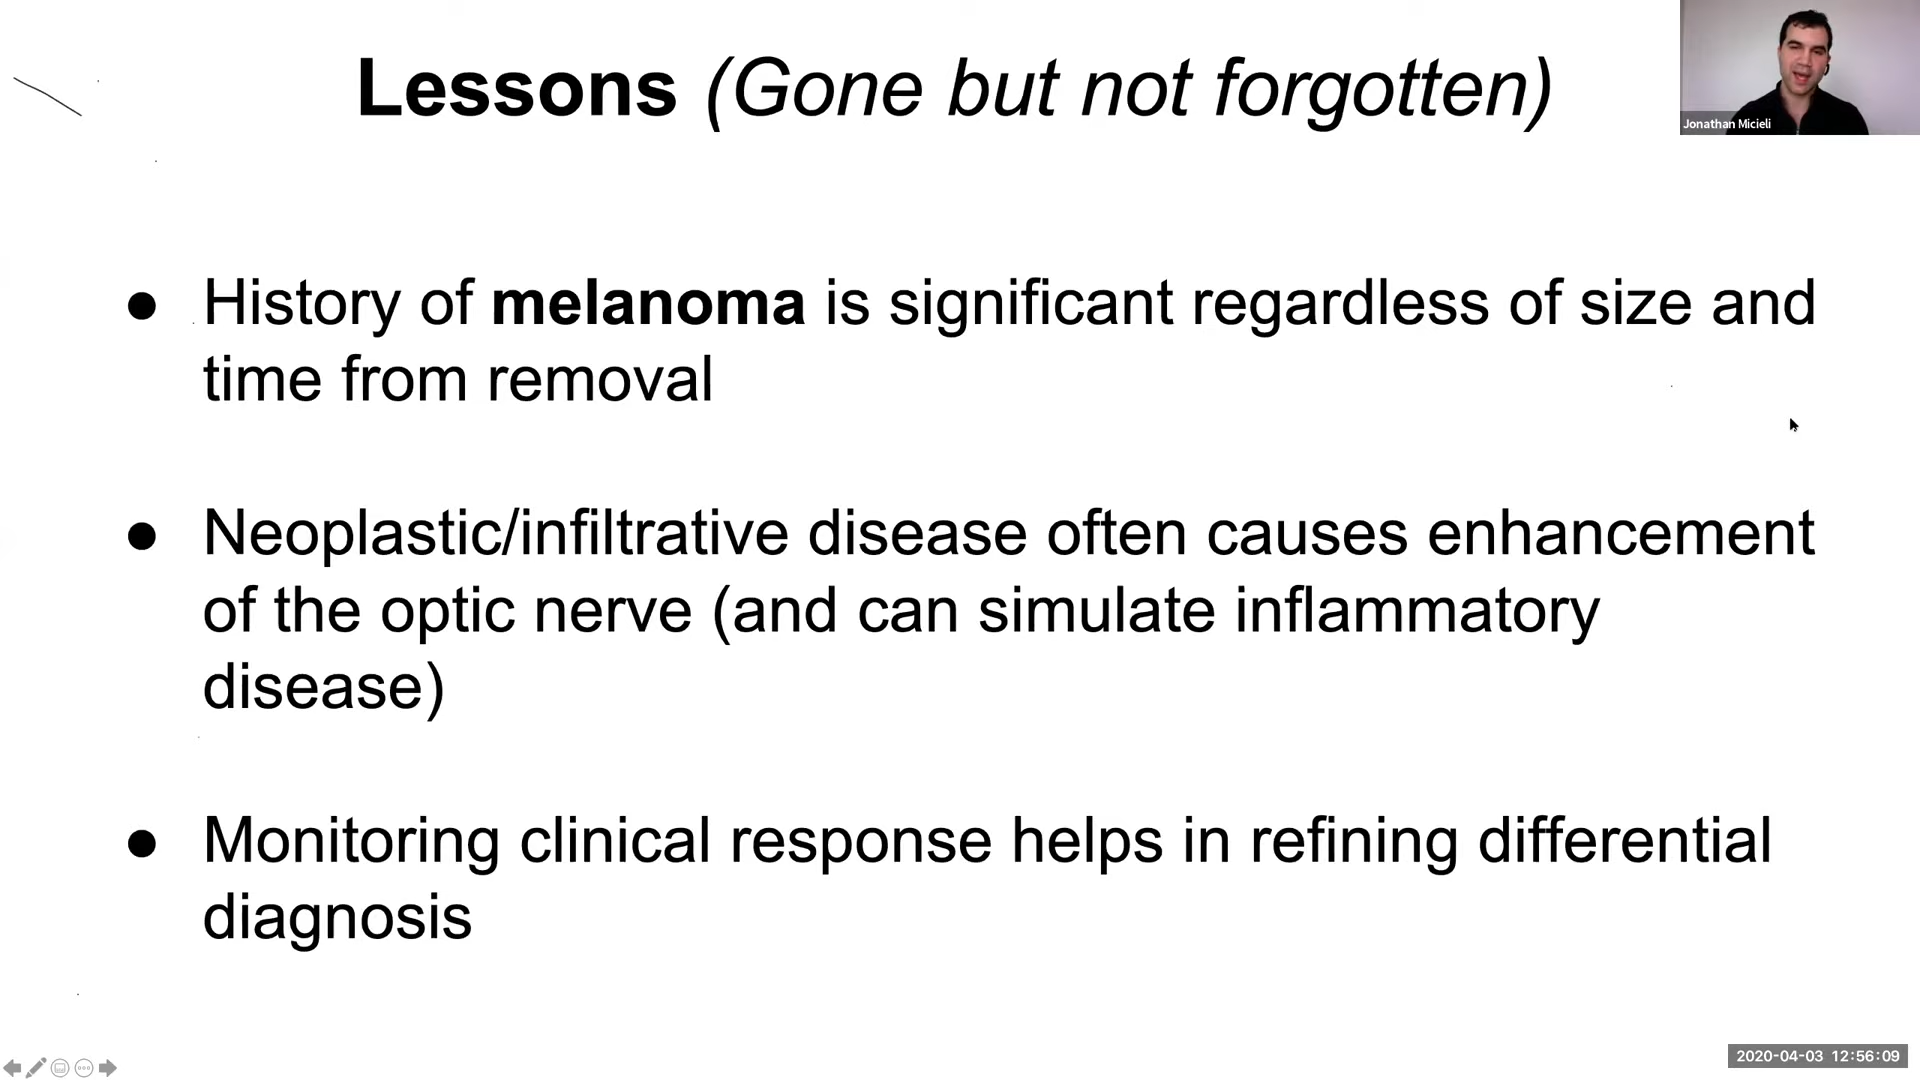 Lessons (Gone but not forgotten)
Jonathan Micieli
● History of melanoma is significant regardless of size and
time from removal
● Neoplastic/infiltrative disease often causes enhancement
of the optic nerve (and can simulate inflammatory
disease)
● Monitoring clinical response helps in refining differential
diagnosis
2020-04-03 12:56:09